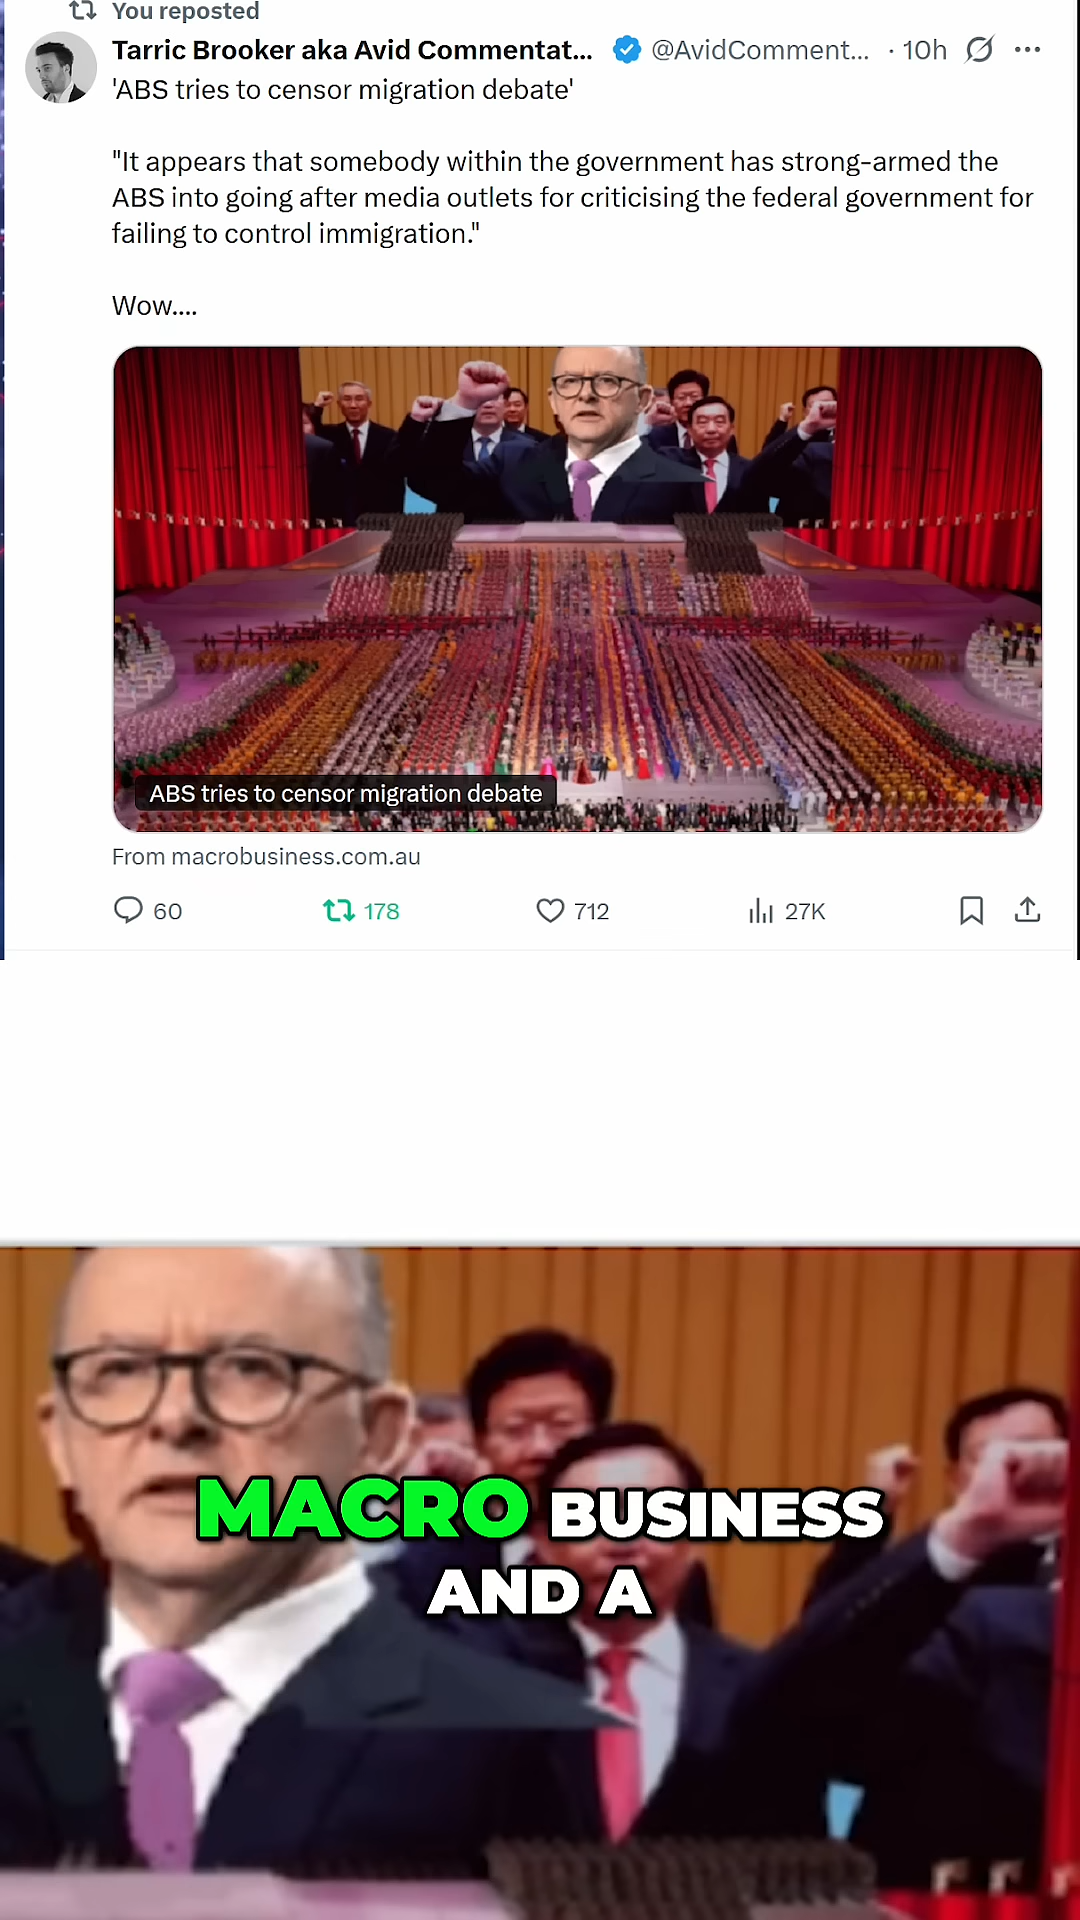 You reposted
Tarric Brooker aka Avid Commentat... @AvidComment... · 10h
'ABS tries to censor migration debate'
"It appears that somebody within the government has strong-armed the
ABS into going after media outlets for criticising the federal government for
failing to control immigration."
Wow....
ABS tries to censor migration debate
From macrobusiness.com.au
60 178 712 27K
MACRO BUSINESS
AND A